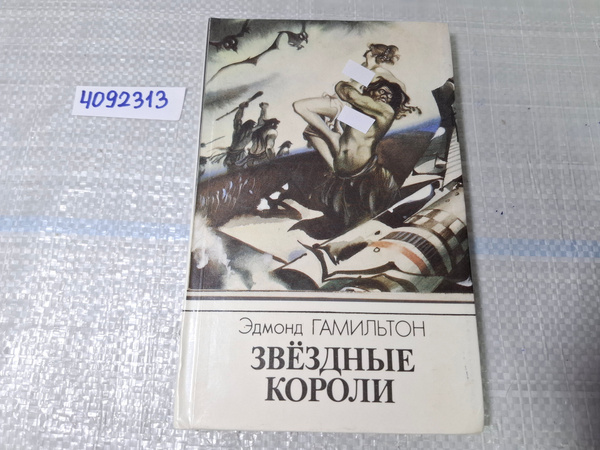 4092313
Эдмонд ГАМИЛЬТОН
ЗВЁЗДНЫЕ
КОРОЛИ